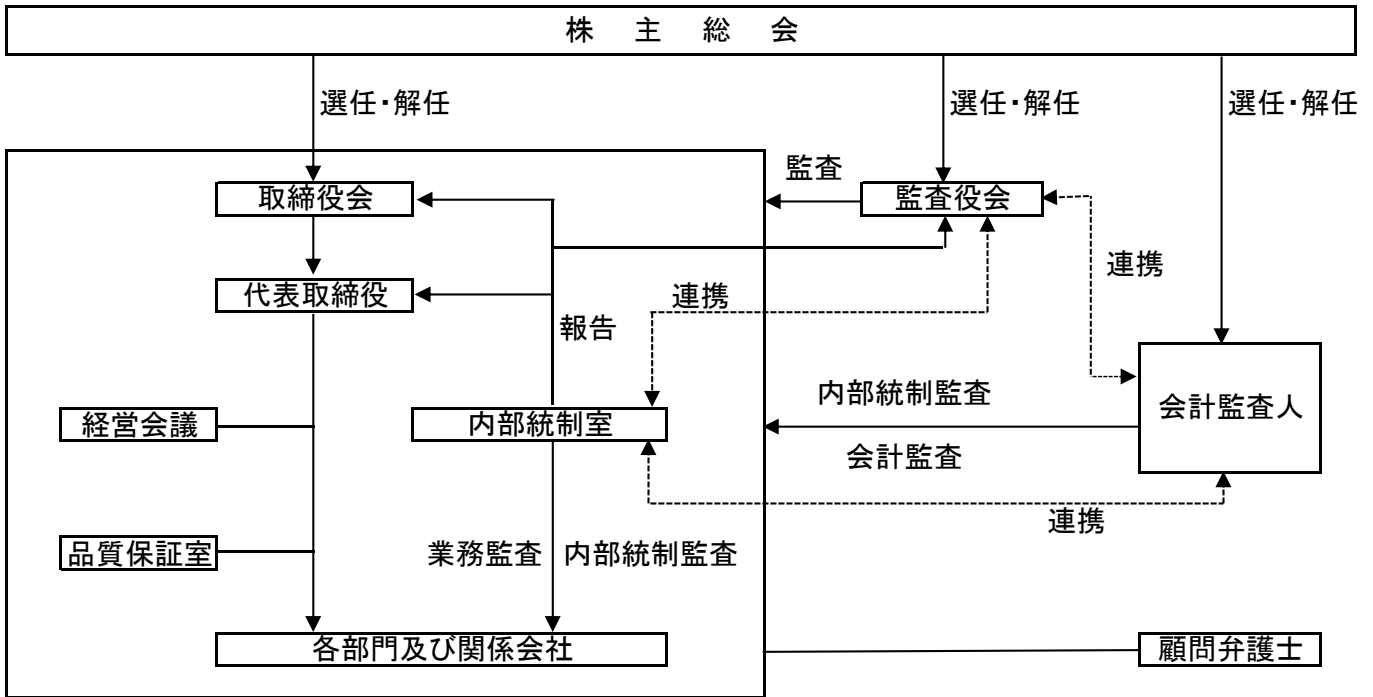 株 主 総 会
選任・解任
選任・解任
選任・解任
監査
取締役会
監査役会
連携
代表取締役
連携
報告
内部統制監査
会計監査人
経営会議
内部統制室
会計監査
連携
品質保証室
業務監査
内部統制監査
各部門及び関係会社
顧問弁護士